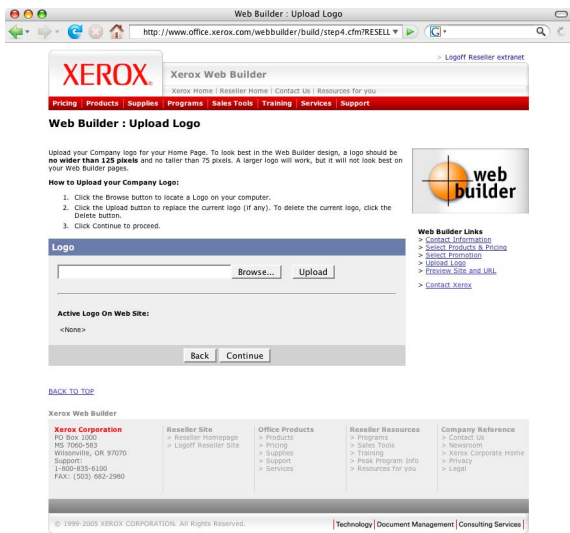 Web Builder : Upload Logo
http://www.office.xerox.com/webbuilder/build/step4.cfm?RESELL
G
> Logoff Reseller extranet
XEROX.
Xerox Web Builder
Xerox Home | Reseller Home | Contact Us | Resources for you
Pricing | Products | Supplies | Programs | Sales Tools | Training | Services | Support
Web Builder : Upload Logo
Upload your Company logo for your Home Page. To look best in the Web Builder design, a logo should be
no wider than 125 pixels and no taller than 75 pixels. A larger logo will work, but it will not look best on
your Web Builder pages.
How to Upload your Company Logo:
1. Click the Browse button to locate a Logo on your computer.
2. Click the Upload button to replace the current logo (if any). To delete the current logo, click the
Delete button.
3. Click Continue to proceed.
web
builder
Web Builder Links
> Contact Information
> Select Products & Pricing
> Select Promotion
> Upload Logo
> Preview Site and URL
> Contact Xerox
Logo
Browse... Upload
Active Logo On Web Site:
<None>
Back Continue
BACK TO TOP
Xerox Web Builder
Xerox Corporation
PO Box 1000
MS 7060-583
Wilsonville, OR 97070
Support:
1-800-835-6100
FAX: (503) 682-2980
Reseller Site
> Reseller Homepage
> Logoff Reseller Site
Office Products
> Products
> Pricing
> Supplies
> Support
> Services
Reseller Resources
> Programs
> Sales Tools
> Training
> Peak Program Info
> Resources for you
Company Reference
> Contact Us
> Newsroom
> Xerox Corporate Home
> Privacy
> Legal
© 1999-2005 XEROX CORPORATION. All Rights Reserved.
Technology | Document Management | Consulting Services